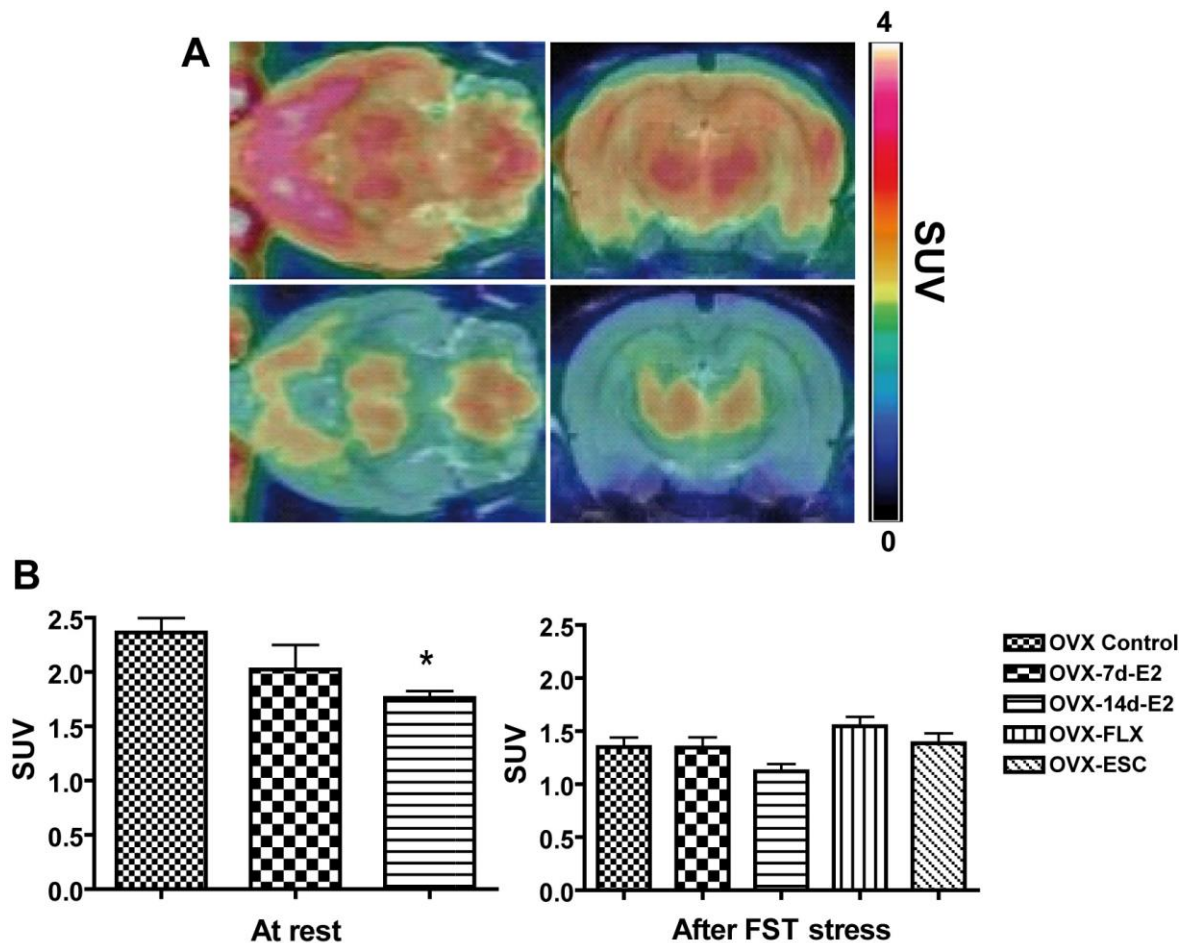 A
4
SUV
0
B
2.5
2.0
1.5
1.0
0.5
0.0
SUV
*
At rest
2.5
2.0
1.5
1.0
0.5
0.0
SUV
After FST stress
OVX Control
OVX-7d-E2
OVX-14d-E2
OVX-FLX
OVX-ESC